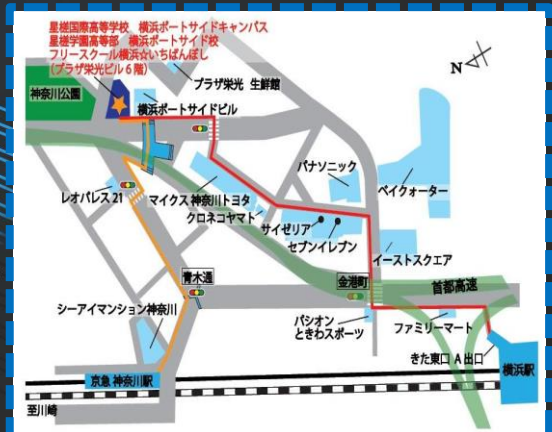 星槎国際高等学校 横浜ポートサイドキャンパス
星槎学園高等部 横浜ポートサイド校
フリースクール横浜☆いちばんぼし
(プラザ栄光ビル6階)
プラザ栄光 生鮮館
N
神奈川公園
横浜ポートサイドビル
パナソニック
ベイクォーター
レオパレス21
マイクス 神奈川トヨタ
クロネコヤマト
サイゼリア
セブンイレブン
イーストスクエア
青木通
金港町
首都高速
シーアイマンション神奈川
パシオン
ときわスポーツ
ファミリーマート
きた東口 A出口
京急 神奈川駅
横浜駅
至川崎